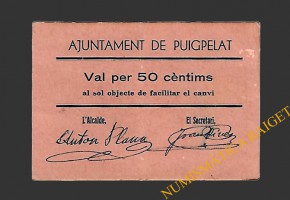 AJUNTAMENT DE PUIGPELAT
Val per 50 cèntims
al sol objecte de facilitar el canvi
L'Alcalde, El Secretari,
Anton Plana